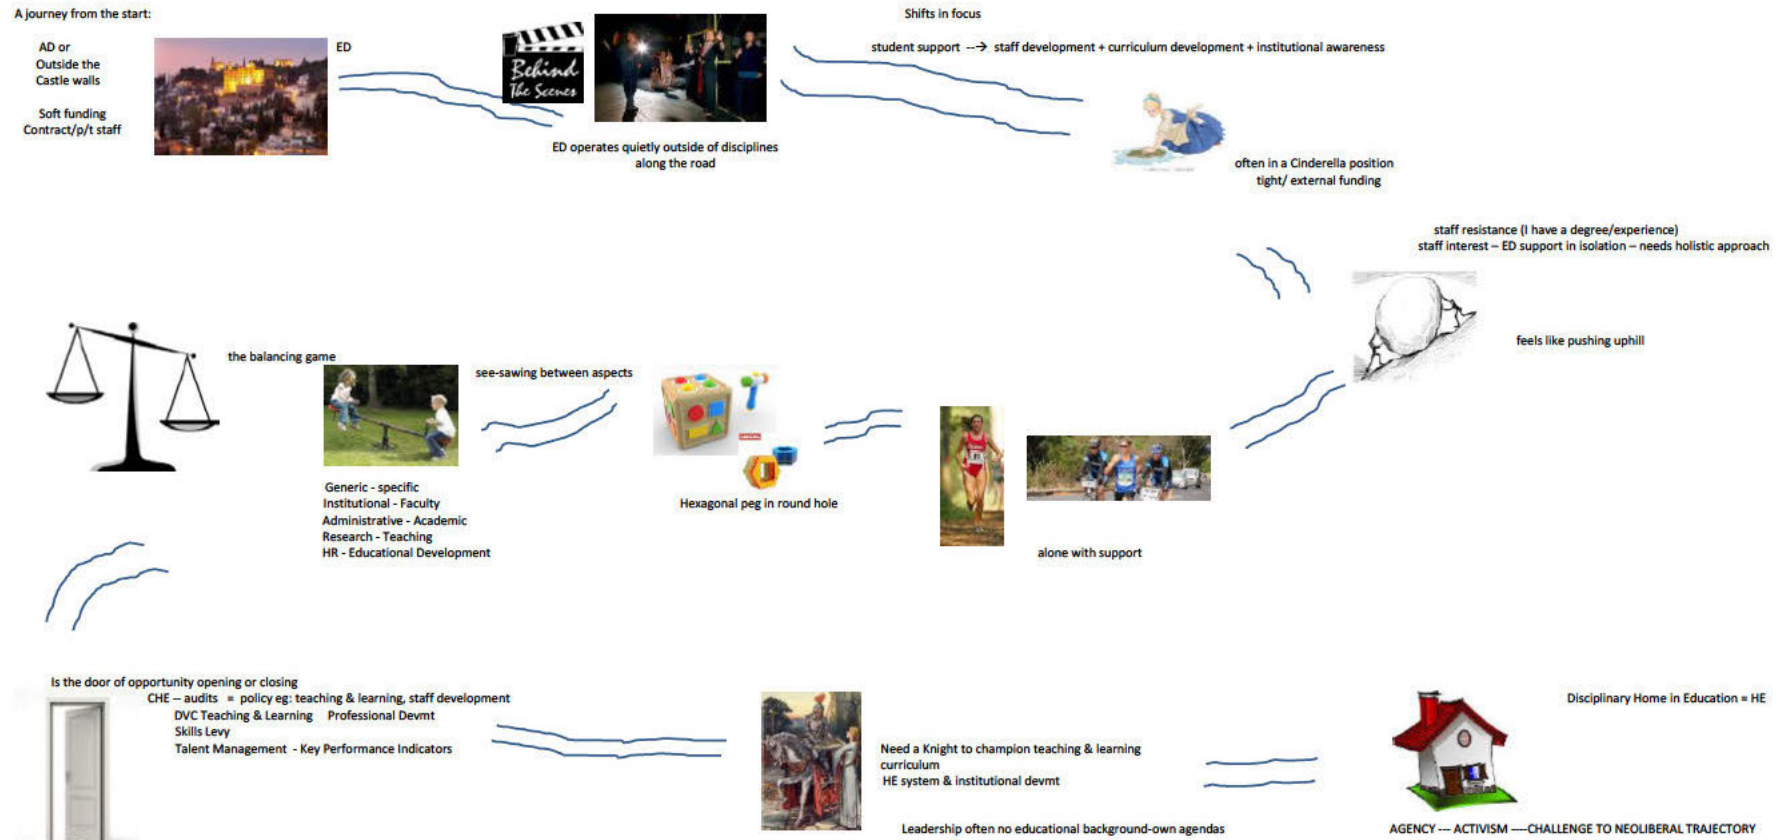 A journey from the start:
AD or
Outside the
Castle walls
Soft funding
Contract/p/t staff
ED
Behind
The Scenes
ED operates quietly outside of disciplines
along the road
Shifts in focus
student support --→ staff development + curriculum development + institutional awareness
often in a Cinderella position
tight/ external funding
staff resistance (I have a degree/experience)
staff interest – ED support in isolation – needs holistic approach
feels like pushing uphill
alone with support
Hexagonal peg in round hole
see-sawing between aspects
Generic - specific
Institutional - Faculty
Administrative - Academic
Research - Teaching
HR - Educational Development
the balancing game
Is the door of opportunity opening or closing
CHE – audits = policy eg: teaching & learning, staff development
DVC Teaching & Learning Professional Devmt
Skills Levy
Talent Management - Key Performance Indicators
Need a Knight to champion teaching & learning
curriculum
HE system & institutional devmt
Leadership often no educational background-own agendas
Disciplinary Home in Education = HE
AGENCY --- ACTIVISM ----CHALLENGE TO NEOLIBERAL TRAJECTORY